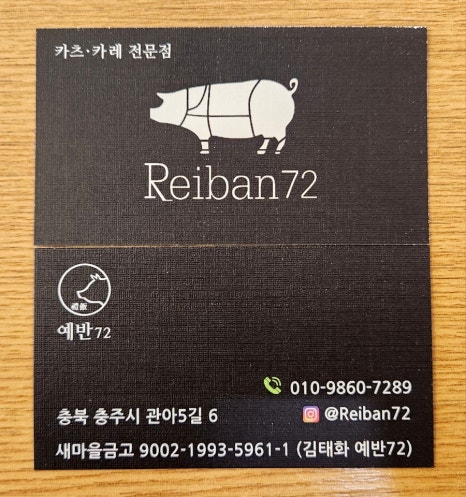 카츠·카레 전문점
Reiban72
禮飯
예반72
010-9860-7289
충북 충주시 관아5길 6
@Reiban72
새마을금고 9002-1993-5961-1 (김태화 예반72)